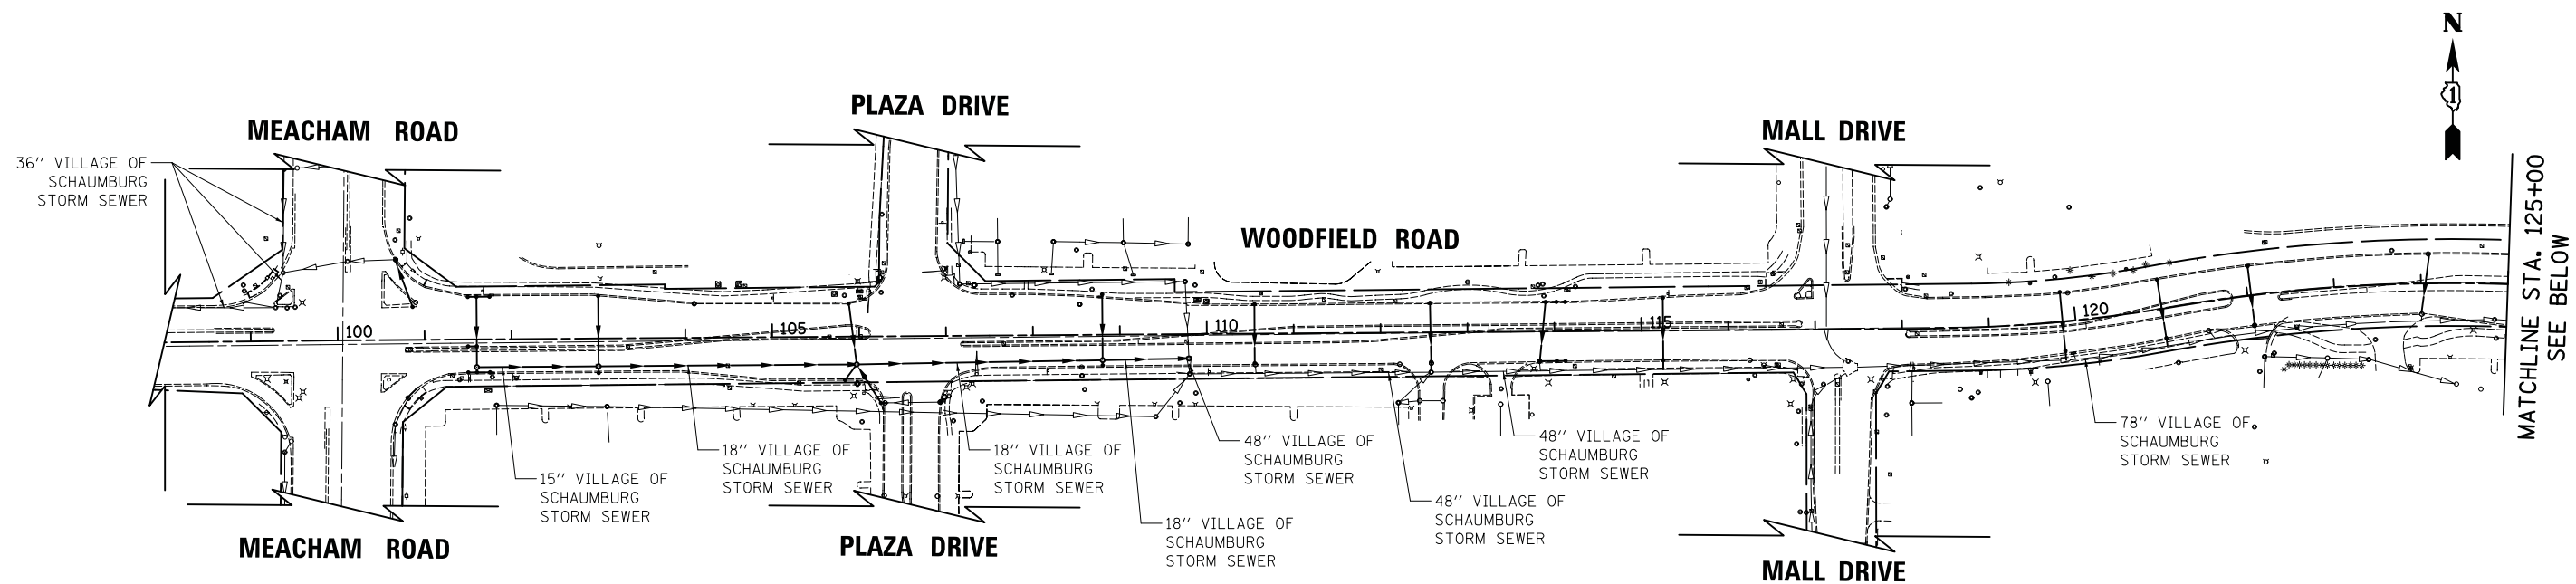 N
1
PLAZA DRIVE
MEACHAM ROAD
MALL DRIVE
36″ VILLAGE OF
SCHAUMBURG
STORM SEWER
WOODFIELD ROAD
MATCHLINE STA. 125+00
SEE BELOW
100
105
110
115
120
15″ VILLAGE OF
SCHAUMBURG
STORM SEWER
18″ VILLAGE OF
SCHAUMBURG
STORM SEWER
18″ VILLAGE OF
SCHAUMBURG
STORM SEWER
18″ VILLAGE OF
SCHAUMBURG
STORM SEWER
48″ VILLAGE OF
SCHAUMBURG
STORM SEWER
48″ VILLAGE OF
SCHAUMBURG
STORM SEWER
48″ VILLAGE OF
SCHAUMBURG
STORM SEWER
78″ VILLAGE OF
SCHAUMBURG
STORM SEWER
MEACHAM ROAD
PLAZA DRIVE
MALL DRIVE